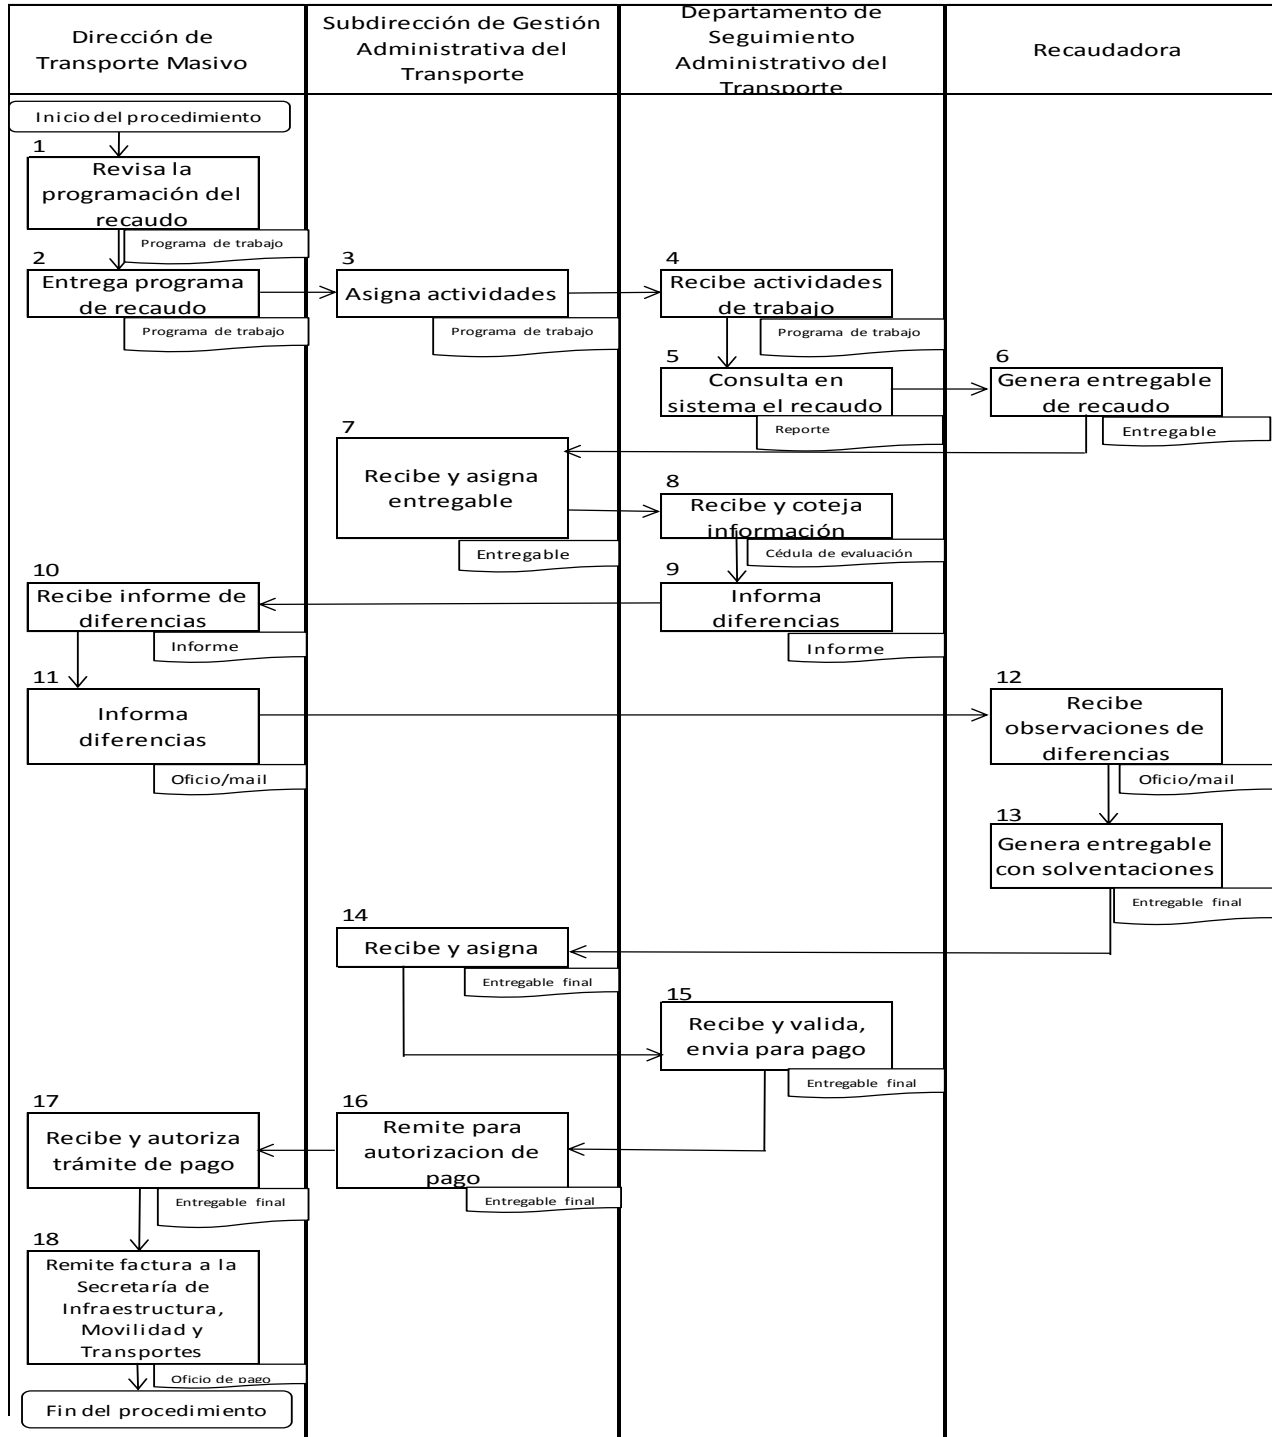 Dirección de
Transporte Masivo
Subdirección de Gestión
Administrativa del
Transporte
Departamento de
Seguimiento
Administrativo del
Transporte
Recaudadora
Inicio del procedimiento
1
Revisa la
programación del
recaudo
Programa de trabajo
2
Entrega programa
de recaudo
Programa de trabajo
3
Asigna actividades
Programa de trabajo
4
Recibe actividades
de trabajo
Programa de trabajo
5
Consulta en
sistema el recaudo
Reporte
6
Genera entregable
de recaudo
Entregable
7
Recibe y asigna
entregable
Entregable
8
Recibe y coteja
información
Cédula de evaluación
9
Informa
diferencias
Informe
10
Recibe informe de
diferencias
Informe
11
Informa
diferencias
Oficio/mail
12
Recibe
observaciones de
diferencias
Oficio/mail
13
Genera entregable
con solventaciones
Entregable final
14
Recibe y asigna
Entregable final
15
Recibe y valida,
envia para pago
Entregable final
16
Remite para
autorizacion de
pago
Entregable final
17
Recibe y autoriza
trámite de pago
Entregable final
18
Remite factura a la
Secretaría de
Infraestructura,
Movilidad y
Transportes
Oficio de pago
Fin del procedimiento